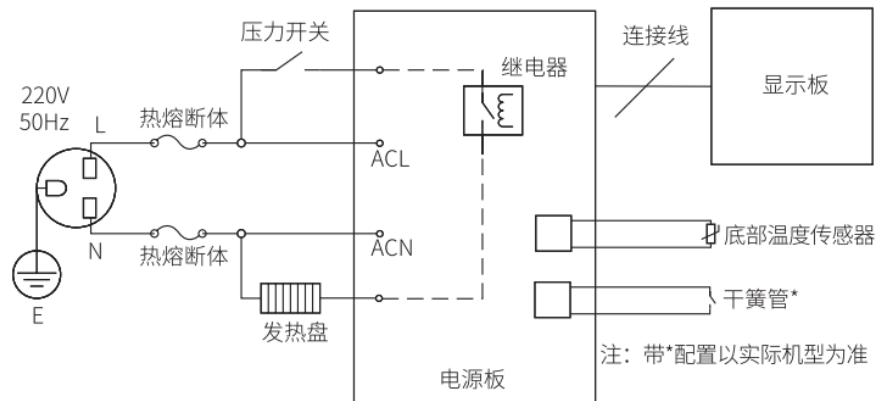 压力开关
连接线
继电器
显示板
220V
50Hz
L
热熔断体
ACL
底部温度传感器
ACN
N
热熔断体
干簧管*
E
发热盘
注：带*配置以实际机型为准
电源板